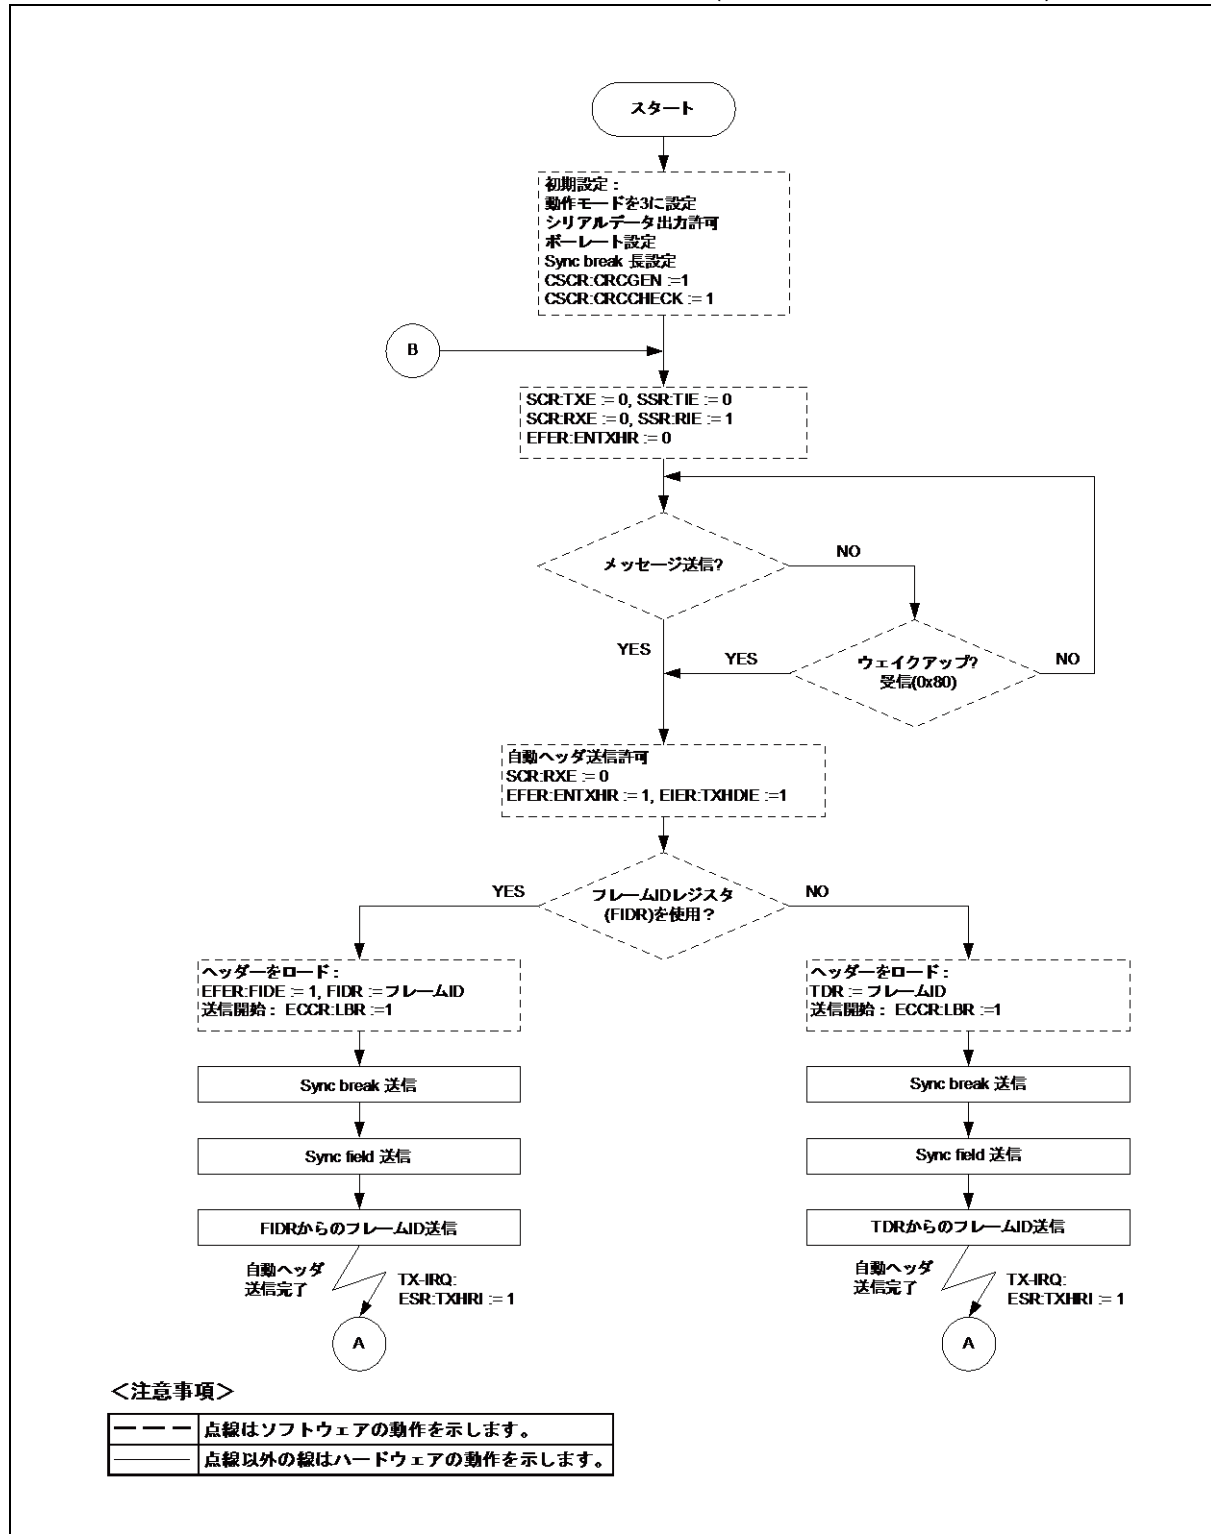 スタート
初期設定：
動作モードを3に設定
シリアルデータ出力許可
ボーレート設定
Sync break 長設定
CSCR:CRCGEN :=1
CSCR:CRCCHECK := 1
B
SCR:TXE := 0, SSR:TIE := 0
SCR:RXE := 0, SSR:RIE := 1
EFER:ENTXHR := 0
メッセージ送信?
NO
YES
ウェイクアップ?
受信(0x80)
YES
NO
自動ヘッダ送信許可
SCR:RXE := 0
EFER:ENTXHR := 1, EIER:TXHDIE :=1
フレームIDレジスタ
(FIDR)を使用？
YES
NO
ヘッダーをロード：
EFER:FIDE := 1, FIDR := フレームID
送信開始： ECCR:LBR :=1
Sync break 送信
Sync field 送信
FIDRからのフレームID送信
自動ヘッダ
送信完了
TX-IRQ:
ESR:TXHRI := 1
A
ヘッダーをロード：
TDR := フレームID
送信開始： ECCR:LBR :=1
Sync break 送信
Sync field 送信
TDRからのフレームID送信
自動ヘッダ
送信完了
TX-IRQ:
ESR:TXHRI := 1
A
＜注意事項＞
点線はソフトウェアの動作を示します。
点線以外の線はハードウェアの動作を示します。